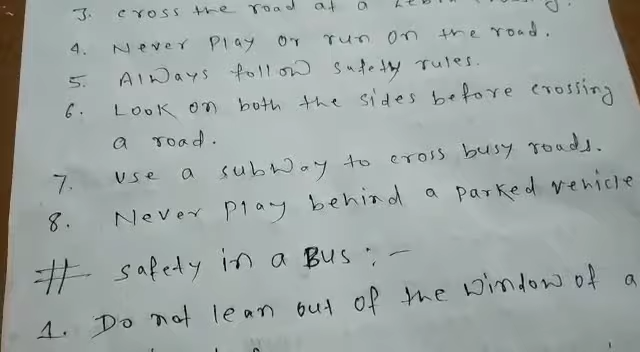 3. cross the road at a
4. Never Play or run on the road.
5. Always follow safety rules.
6. Look on both the sides before crossing
a road.
7. use a subway to cross busy roads.
8. Never Play behind a parked vehicle
# safety in a Bus :-
1. Do not lean out of the window of a